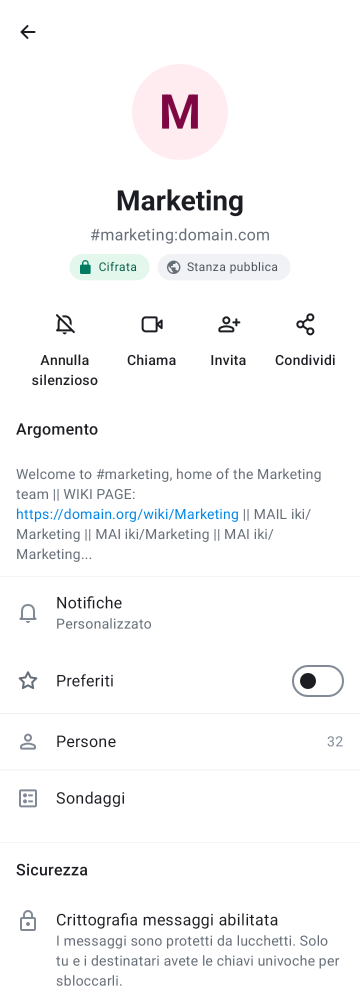 M
Marketing
#marketing:domain.com
Cifrata
Stanza pubblica
Annulla
silenzioso
Chiama
Invita
Condividi
Argomento
Welcome to #marketing, home of the Marketing
team || WIKI PAGE:
https://domain.org/wiki/Marketing || MAIL iki/
Marketing || MAI iki/Marketing || MAI iki/
Marketing...
Notifiche
Personalizzato
Preferiti
Persone 32
Sondaggi
Sicurezza
Crittografia messaggi abilitata
I messaggi sono protetti da lucchetti. Solo
tu e i destinatari avete le chiavi univoche per
sbloccarli.